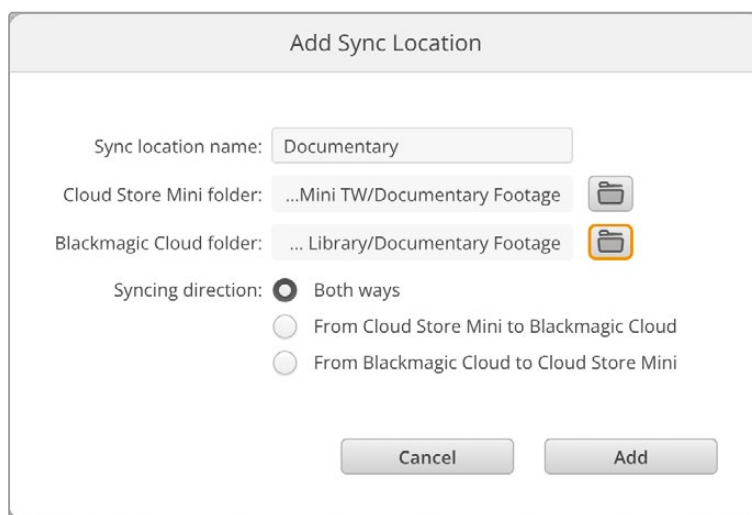 Add Sync Location
Sync location name: Documentary
Cloud Store Mini folder: ...Mini TW/Documentary Footage
Blackmagic Cloud folder: ... Library/Documentary Footage
Syncing direction: Both ways
From Cloud Store Mini to Blackmagic Cloud
From Blackmagic Cloud to Cloud Store Mini
Cancel Add